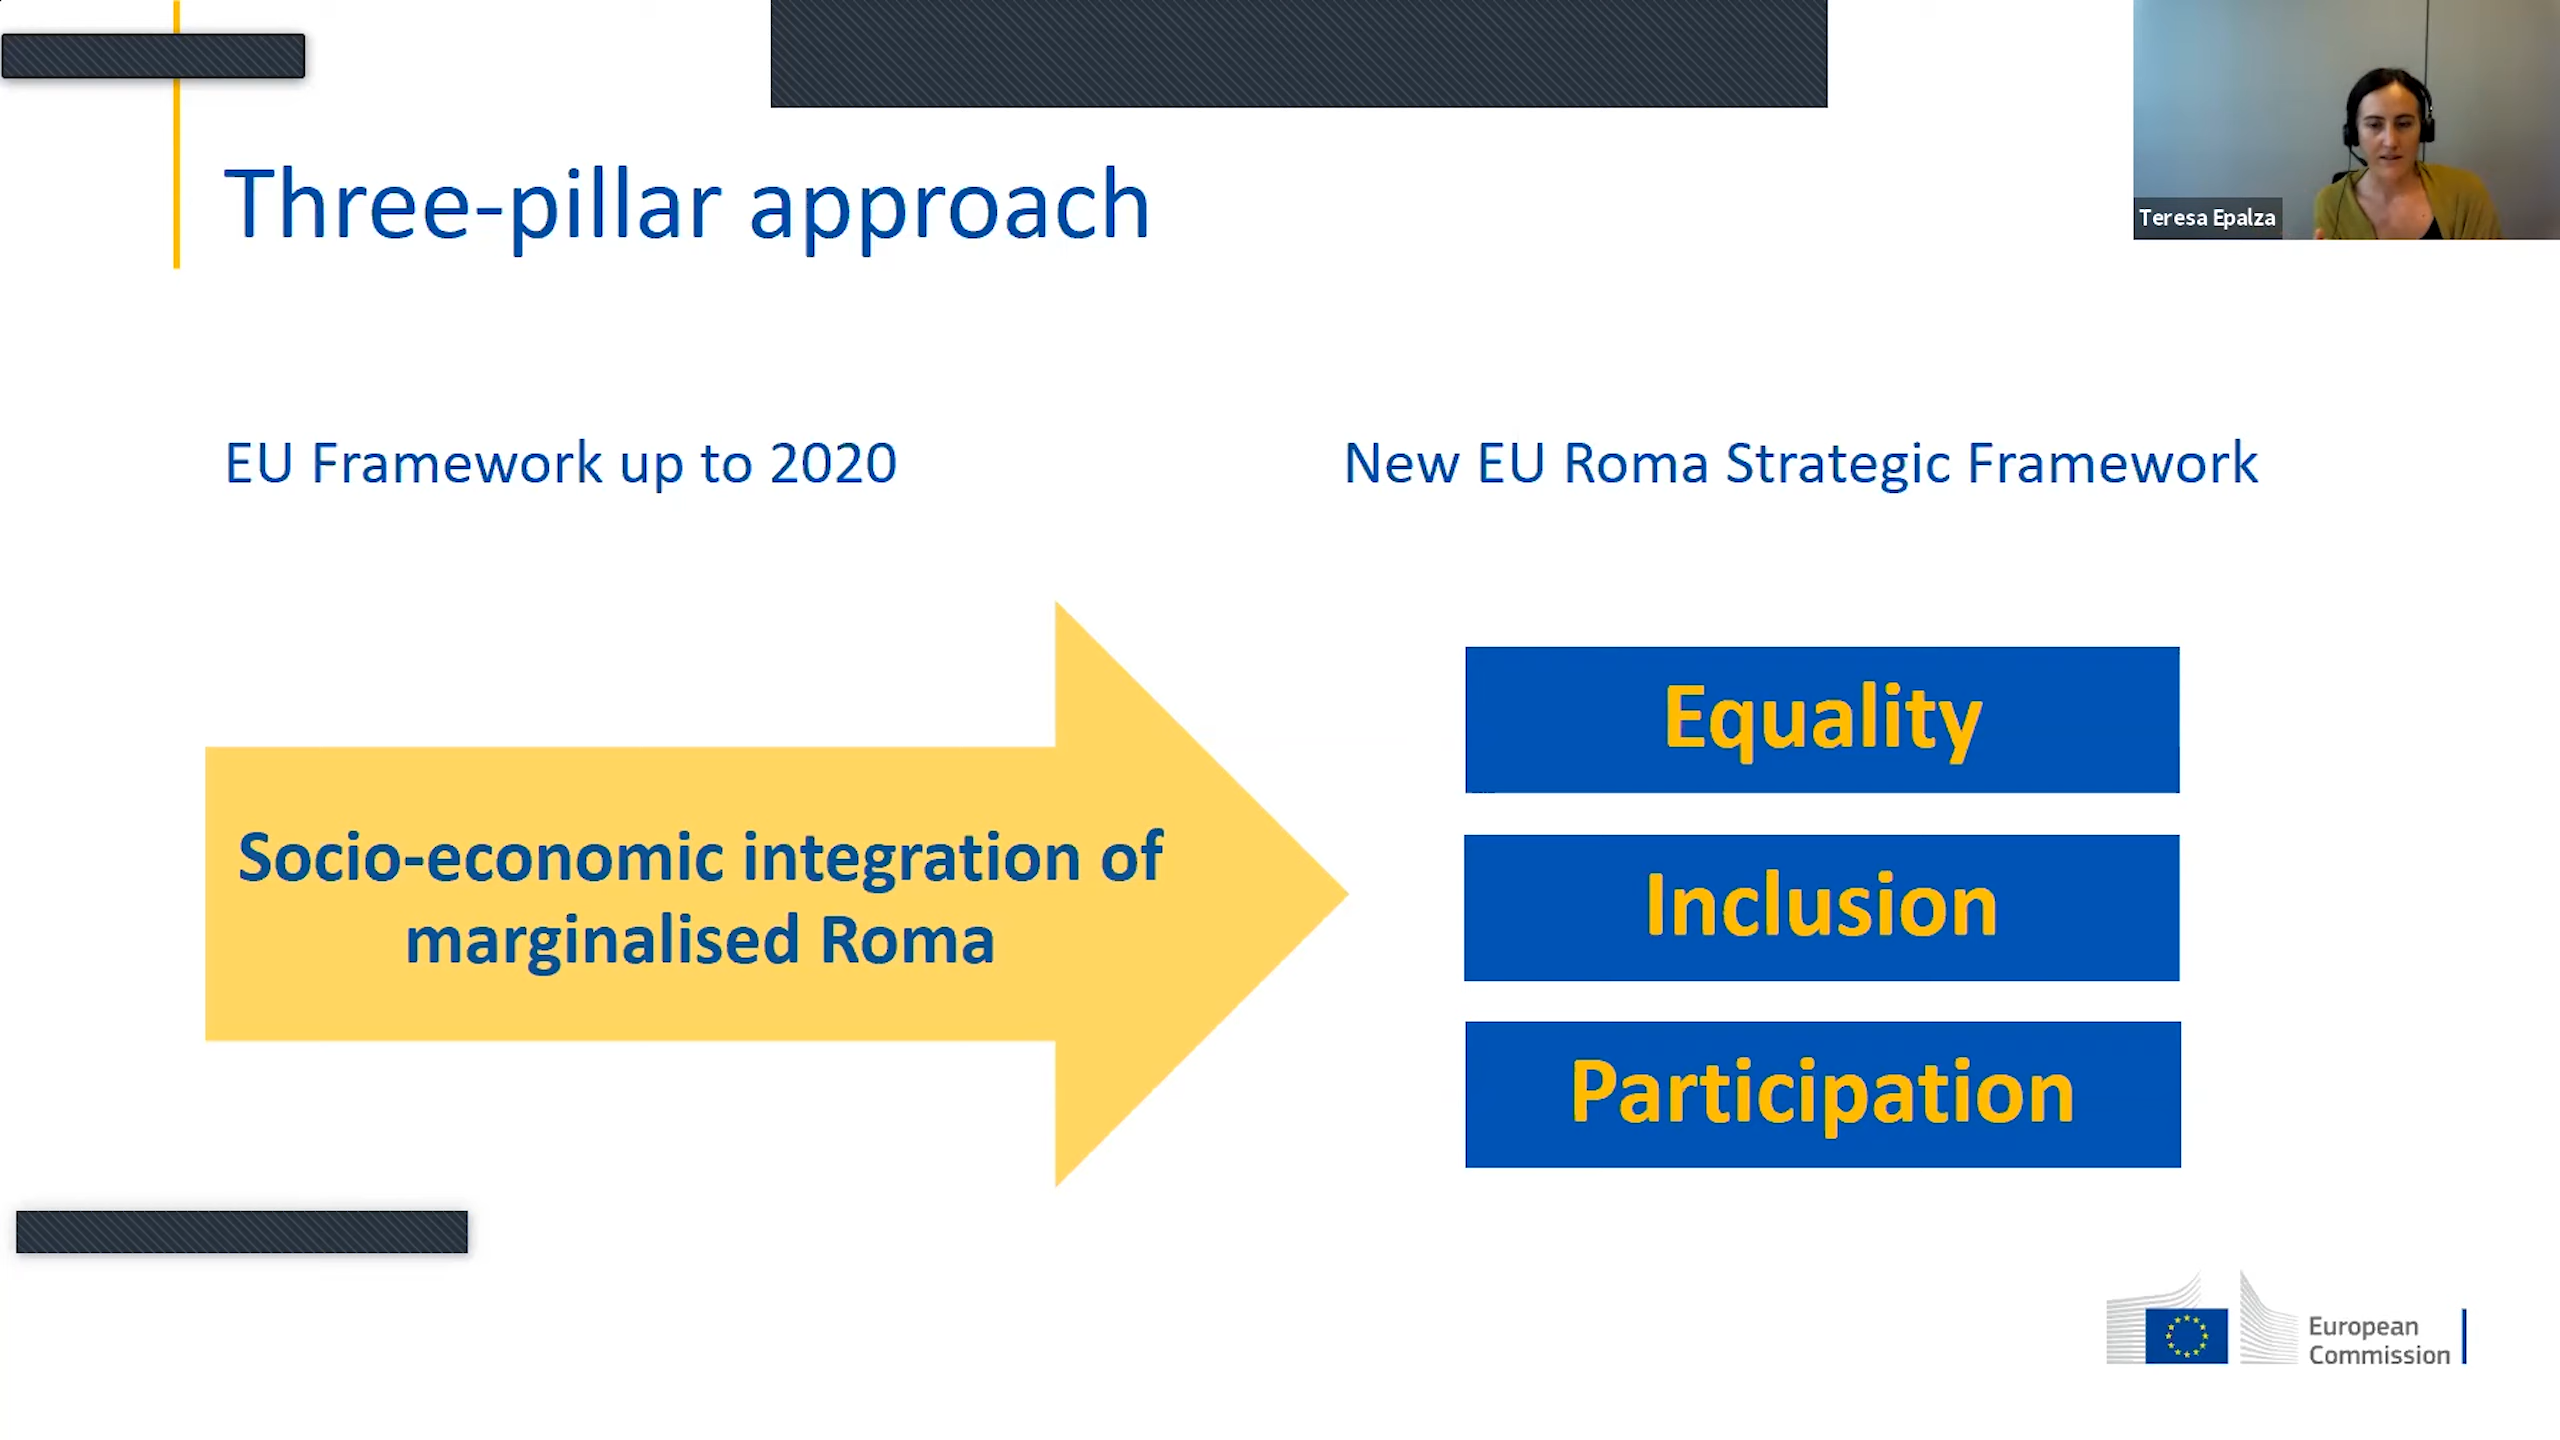 Three-pillar approach
Teresa Epalza
EU Framework up to 2020
New EU Roma Strategic Framework
Socio-economic integration of
marginalised Roma
Equality
Inclusion
Participation
European
Commission